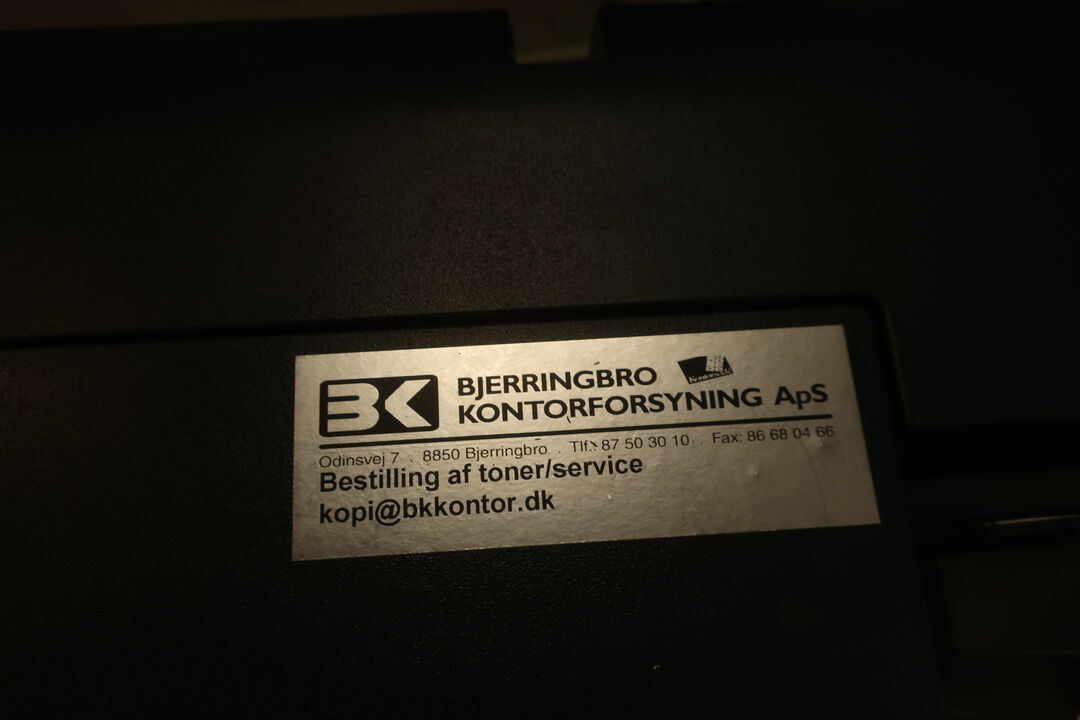 BK
BJERRINGBRO
KONTORFORSYNING ApS
Odinsvej 7 . 8850 Bjerringbro . Tlf.: 87 50 30 10 . Fax: 86 68 04 66
Bestilling af toner/service
kopi@bkkontor.dk